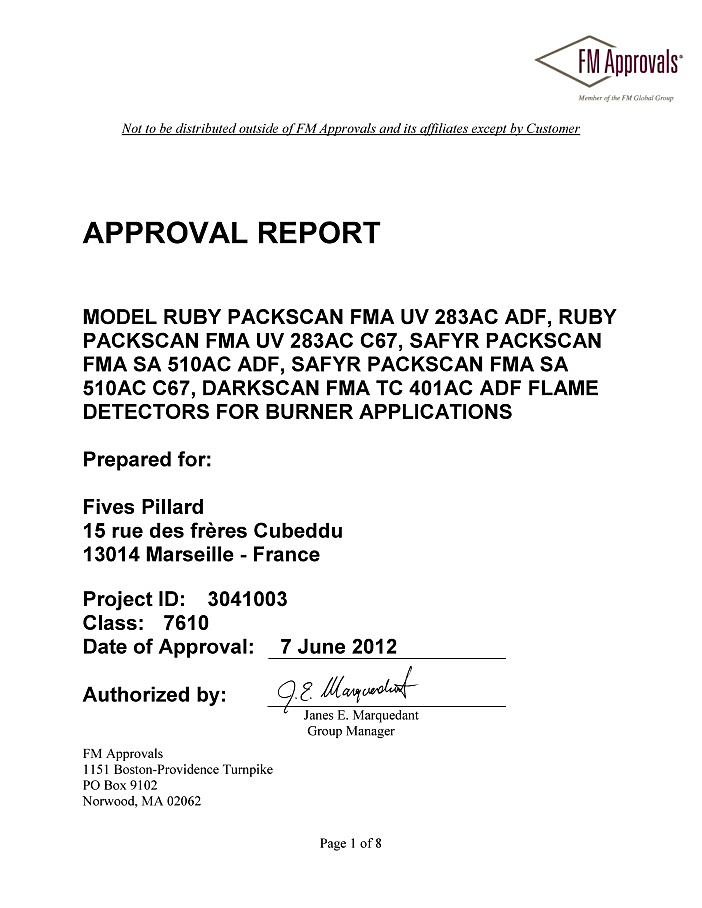 FM Approvals®
Member of the FM Global Group
Not to be distributed outside of FM Approvals and its affiliates except by Customer
APPROVAL REPORT
MODEL RUBY PACKSCAN FMA UV 283AC ADF, RUBY
PACKSCAN FMA UV 283AC C67, SAFYR PACKSCAN
FMA SA 510AC ADF, SAFYR PACKSCAN FMA SA
510AC C67, DARKSCAN FMA TC 401AC ADF FLAME
DETECTORS FOR BURNER APPLICATIONS
Prepared for:
Fives Pillard
15 rue des frères Cubeddu
13014 Marseille - France
Project ID: 3041003
Class: 7610
Date of Approval: 7 June 2012
Authorized by: J.E. Marquedant
Janes E. Marquedant
Group Manager
FM Approvals
1151 Boston-Providence Turnpike
PO Box 9102
Norwood, MA 02062
Page 1 of 8